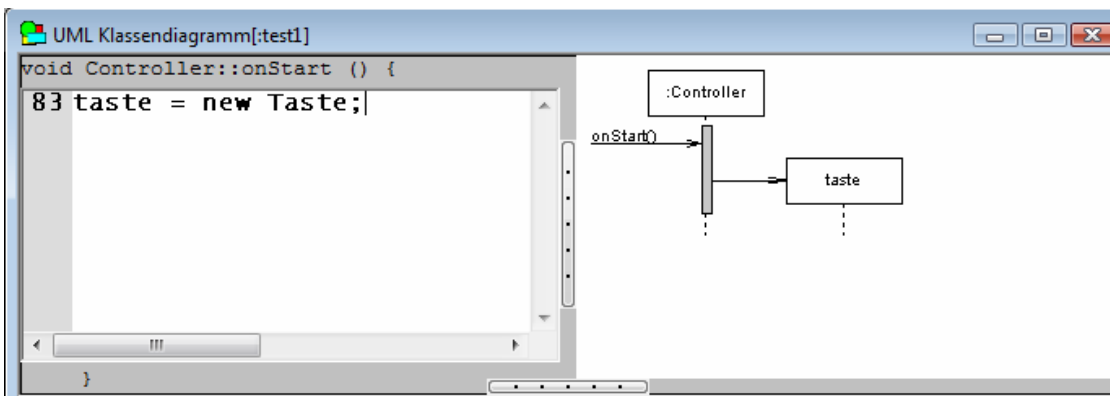 UML Klassendiagramm[:test1]
void Controller::onStart () {
83 taste = new Taste;
}
:Controller
onStart()
taste